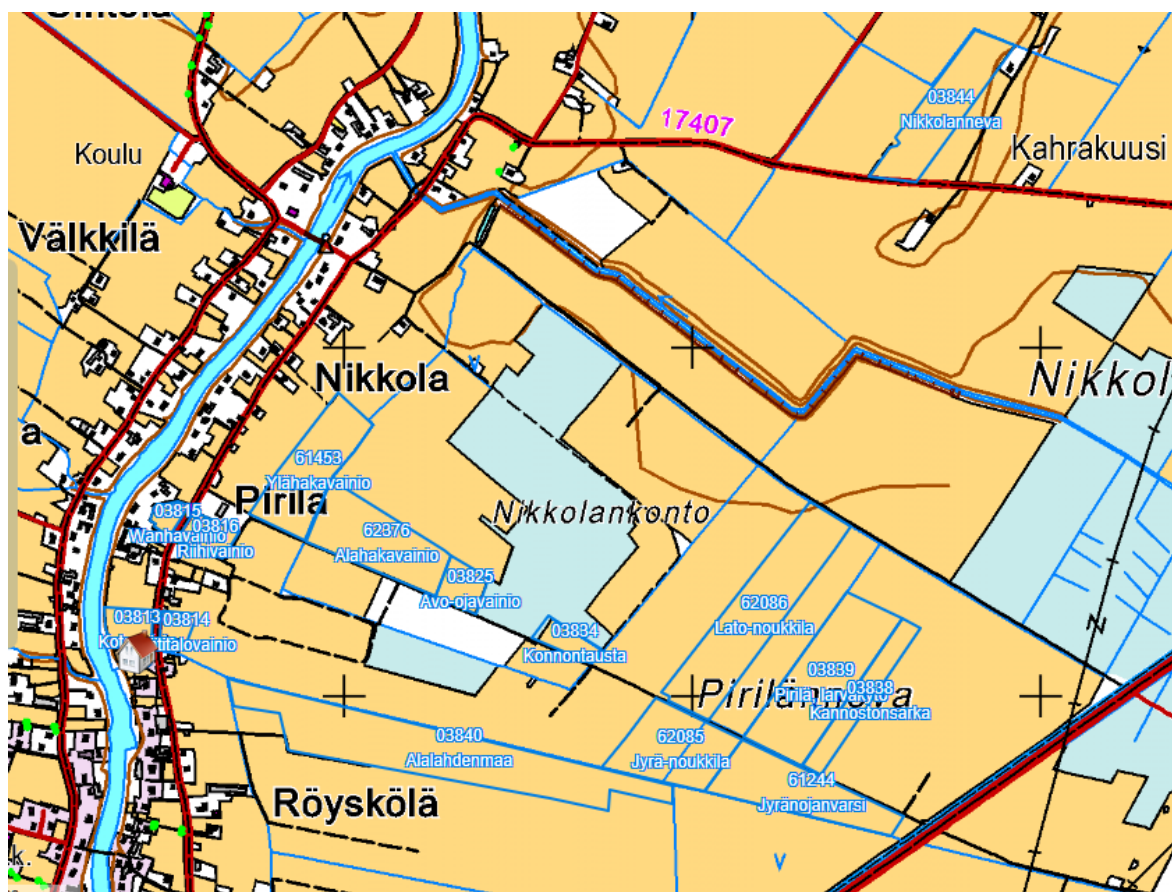 Koulu
17407
03844
Nikkolanneva
Kahrakuusi
Välkkilä
Nikkola
a
61453
Ylähakavainio
Pirilä
03815
Wanhavainio
03816
Riihivainio
62376
Alahakavainio
Nikkolankonto
03825
Avo-ojavainio
03813
03814
03834
Konnontausta
62086
Lato-noukkila
03839
03838
Kannostonsarka
Pirilänneva
03840
Alalahdenmaa
62085
Jyrä-noukkila
61244
Jyränojanvarsi
Röyskölä
k.